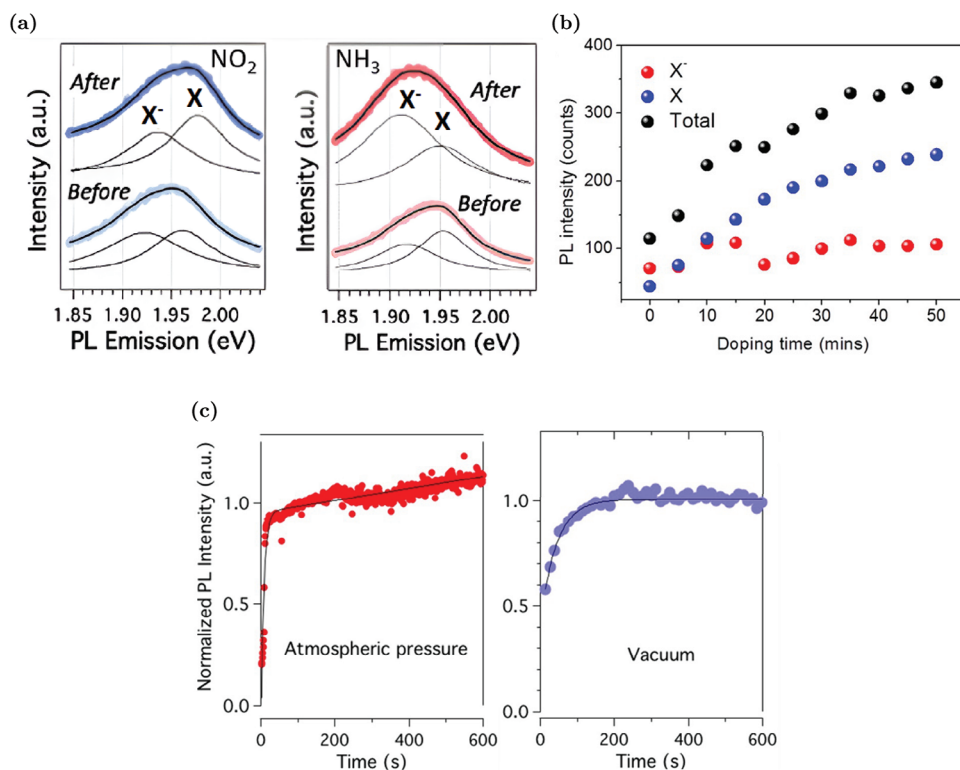 (a)
NO₂
After
X⁻
X
Before
Intensity (a.u.)
1.85
1.90
1.95
2.00
PL Emission (eV)
NH₃
After
X⁻
X
Before
Intensity (a.u.)
1.85
1.90
1.95
2.00
PL Emission (eV)
(b)
400
300
200
100
PL intensity (counts)
X⁻
X
Total
0
10
20
30
40
50
Doping time (mins)
(c)
Normalized PL Intensity (a.u.)
1.0
0.5
0.0
Atmospheric pressure
0
200
400
600
Time (s)
1.0
0.5
0.0
Vacuum
0
200
400
600
Time (s)